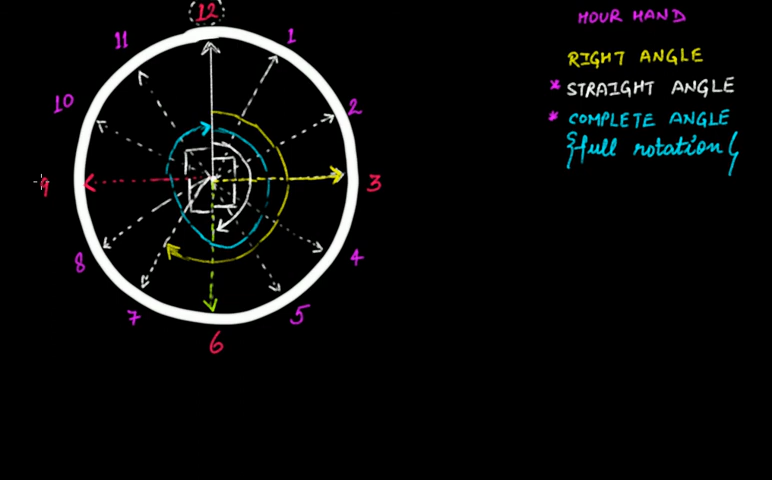 HOUR HAND
RIGHT ANGLE
* STRAIGHT ANGLE
* COMPLETE ANGLE
{full rotation}
12
11
1
10
2
9
3
8
4
7
5
6